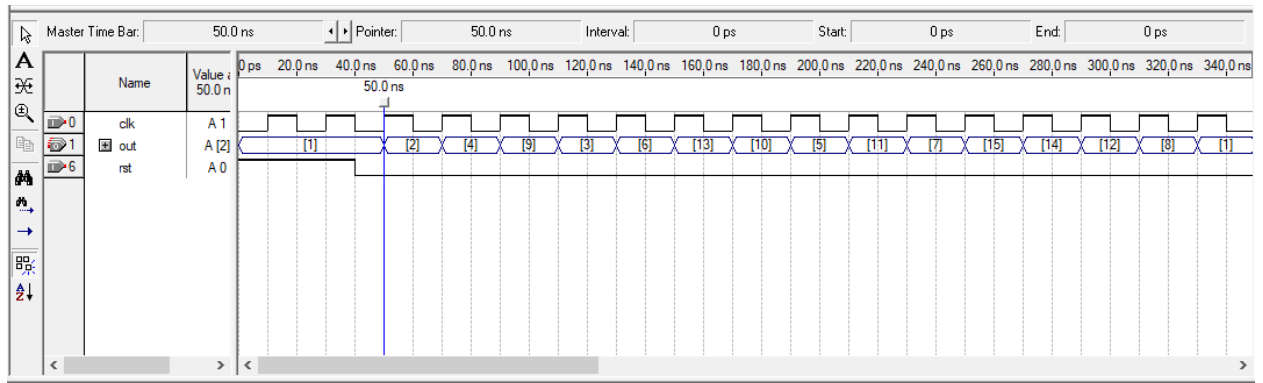 Master Time Bar: 50.0 ns Pointer: 50.0 ns Interval: 0 ps Start: 0 ps End: 0 ps
Name Value a 50.0 n
0 ps 20.0 ns 40.0 ns 60.0 ns 80.0 ns 100.0 ns 120.0 ns 140.0 ns 160.0 ns 180.0 ns 200.0 ns 220.0 ns 240.0 ns 260.0 ns 280.0 ns 300.0 ns 320.0 ns 340.0 ns
50.0 ns
0 clk A 1
1 out A [2] [1] [2] [4] [9] [3] [6] [13] [10] [5] [11] [7] [15] [14] [12] [8] [1]
6 rst A 0